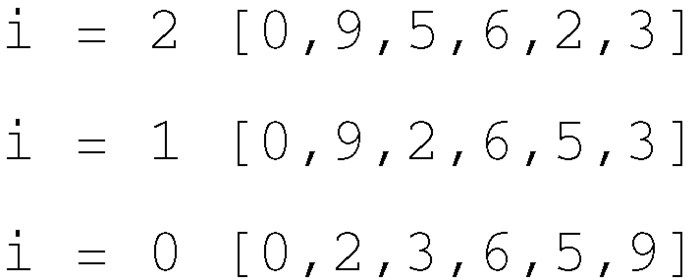 i = 2 [0,9,5,6,2,3]
i = 1 [0,9,2,6,5,3]
i = 0 [0,2,3,6,5,9]